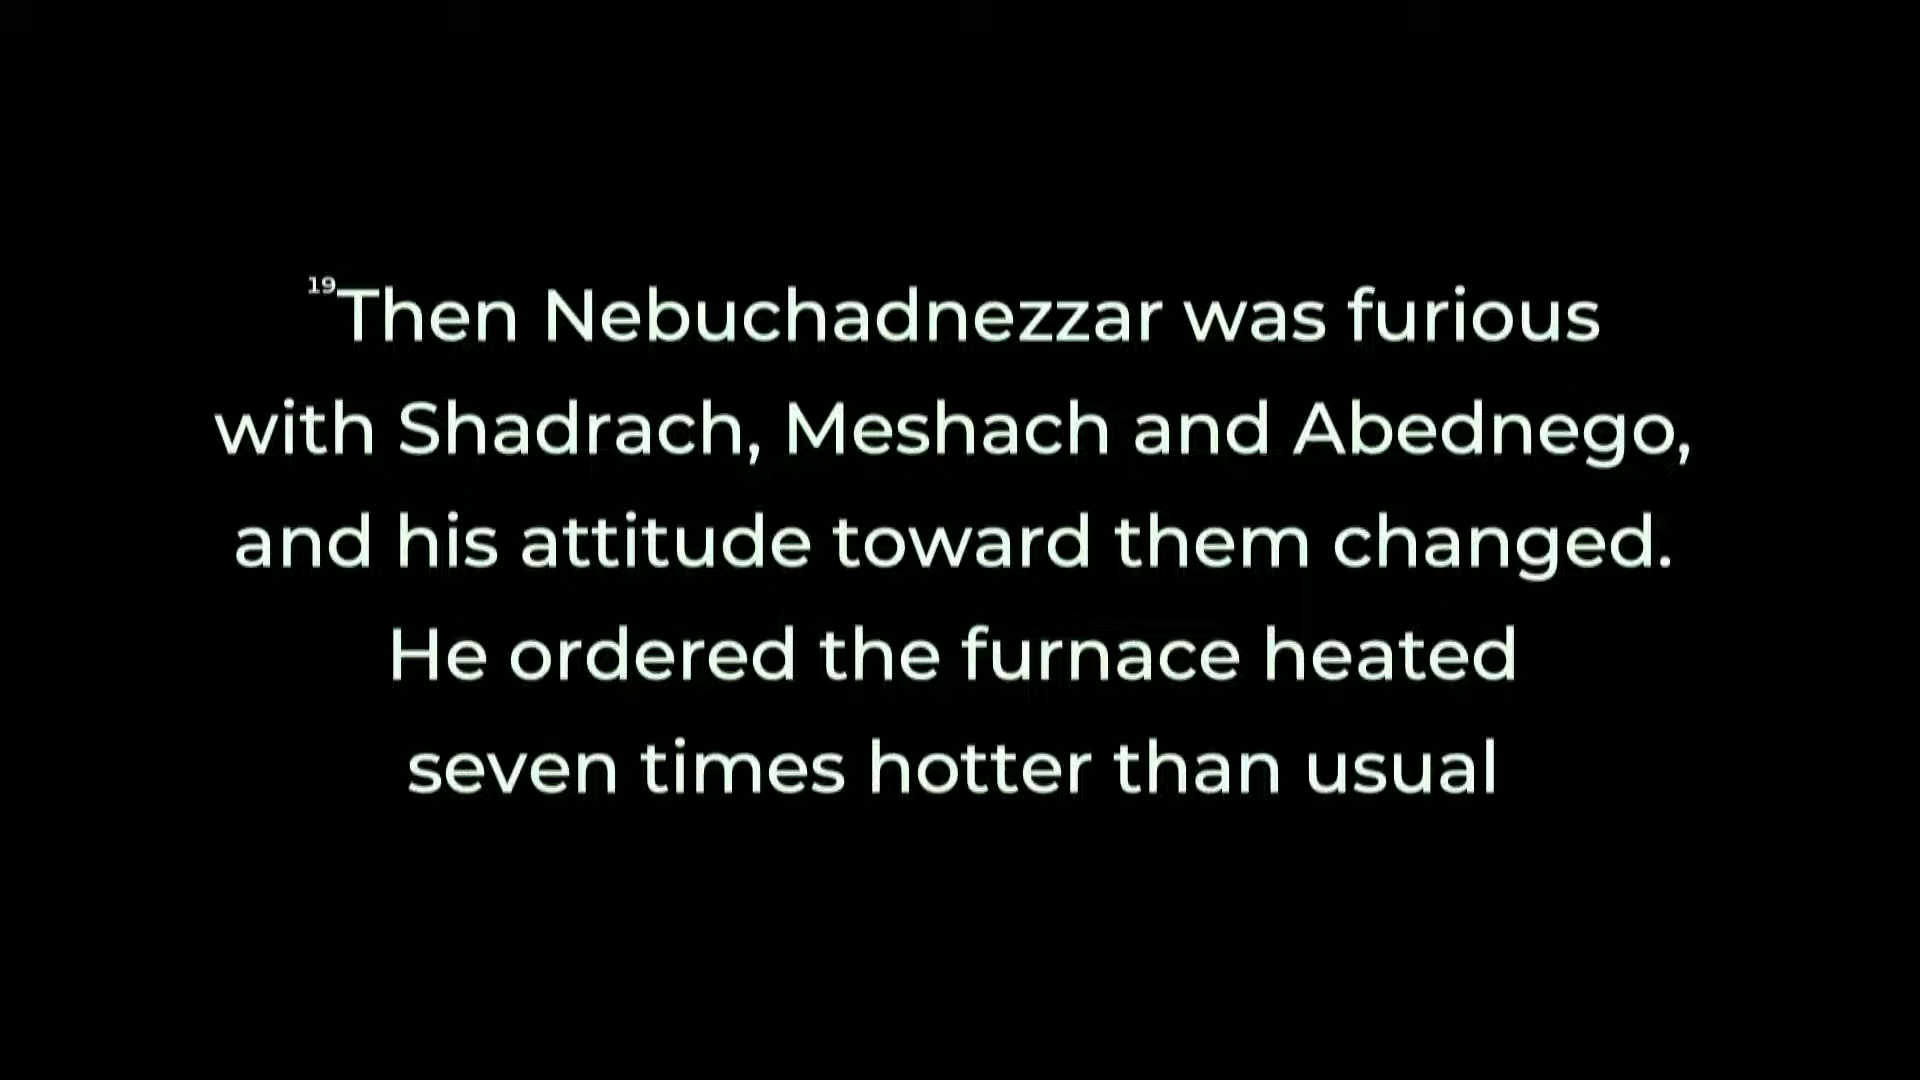 ¹⁹Then Nebuchadnezzar was furious
with Shadrach, Meshach and Abednego,
and his attitude toward them changed.
He ordered the furnace heated
seven times hotter than usual